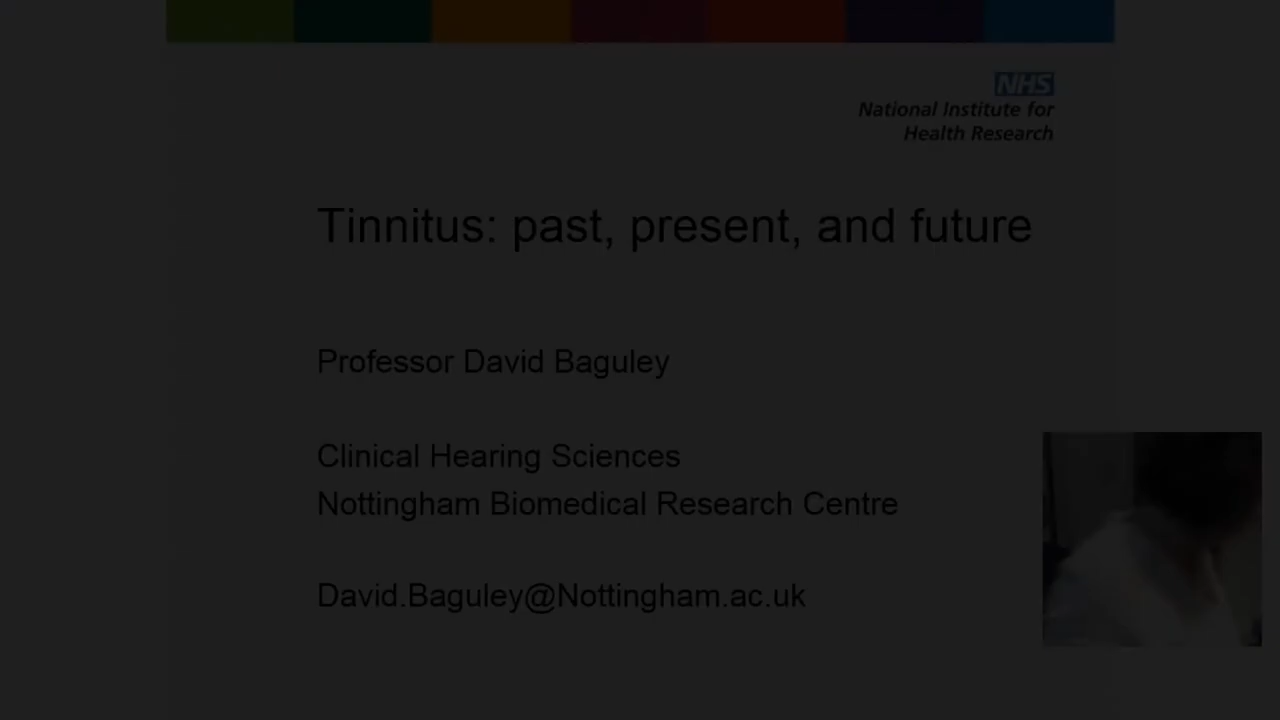 NHS
National Institute for
Health Research
Tinnitus: past, present, and future
Professor David Baguley
Clinical Hearing Sciences
Nottingham Biomedical Research Centre
David.Baguley@Nottingham.ac.uk